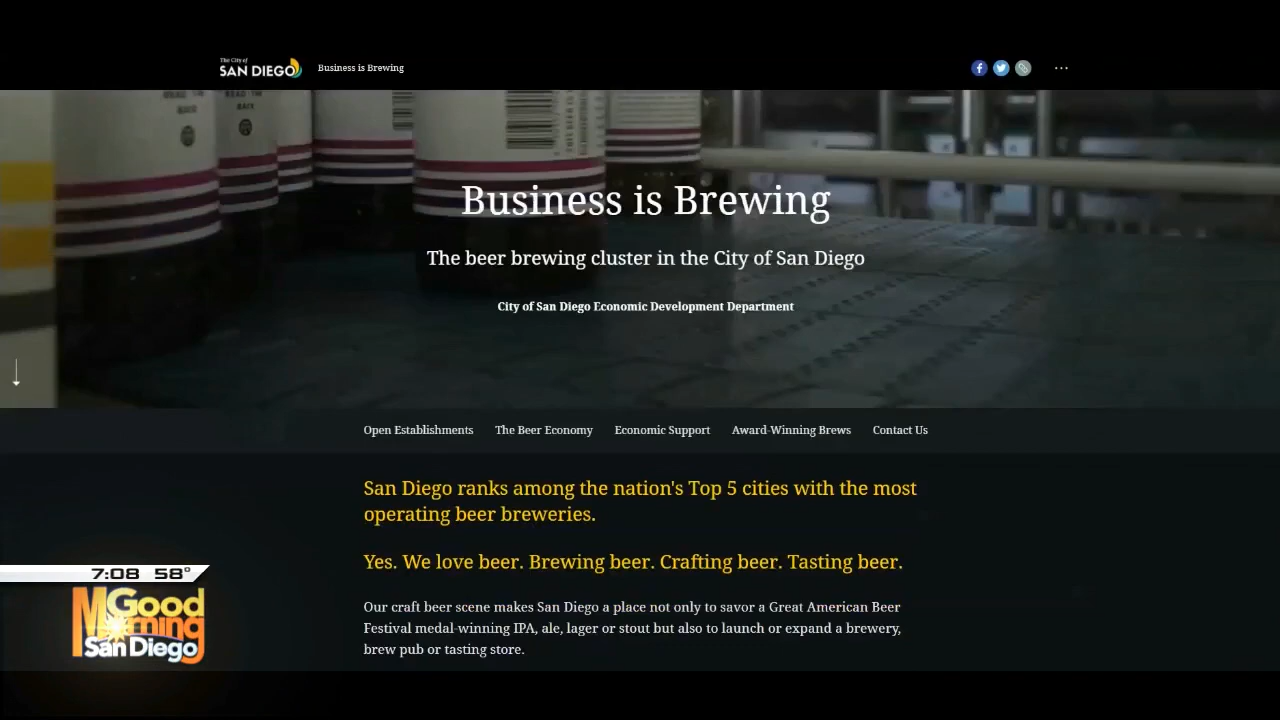 The City of
SAN DIEGO
Business is Brewing
READ THE
BACK
BACK
Business is Brewing
The beer brewing cluster in the City of San Diego
City of San Diego Economic Development Department
Open Establishments The Beer Economy Economic Support Award-Winning Brews Contact Us
San Diego ranks among the nation's Top 5 cities with the most
operating beer breweries.
Yes. We love beer. Brewing beer. Crafting beer. Tasting beer.
Our craft beer scene makes San Diego a place not only to savor a Great American Beer
Festival medal-winning IPA, ale, lager or stout but also to launch or expand a brewery,
brew pub or tasting store.
7:08 58°
Good
Morning
San Diego